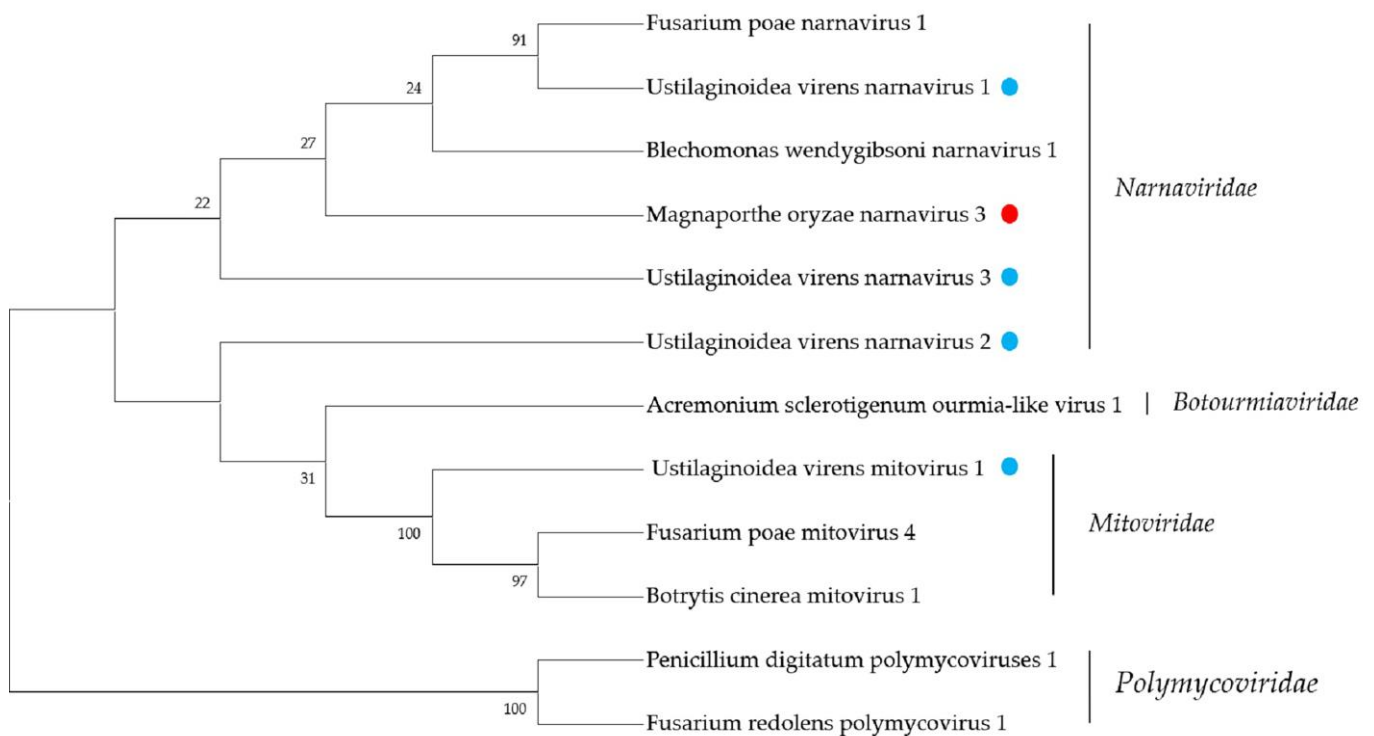 Fusarium poae narnavirus 1
91
Ustilaginoidea virens narnavirus 1
24
Blechomonas wendygibsoni narnavirus 1
27
Narnaviridae
22
Magnaporthe oryzae narnavirus 3
Ustilaginoidea virens narnavirus 3
Ustilaginoidea virens narnavirus 2
Acremonium sclerotigenum ourmia-like virus 1
Botourmiaviridae
Ustilaginoidea virens mitovirus 1
31
Mitoviridae
100
Fusarium poae mitovirus 4
97
Botrytis cinerea mitovirus 1
Penicillium digitatum polymycoviruses 1
Polymycoviridae
100
Fusarium redolens polymycovirus 1